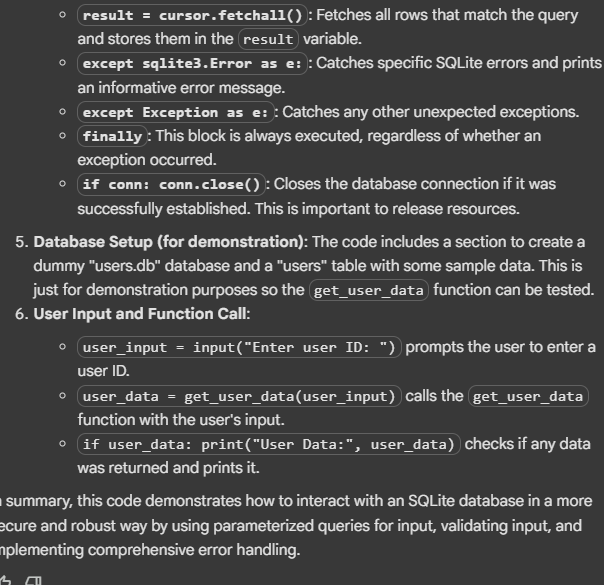 result = cursor.fetchall(): Fetches all rows that match the query
and stores them in the result variable.
except sqlite3.Error as e:: Catches specific SQLite errors and prints
an informative error message.
except Exception as e:: Catches any other unexpected exceptions.
finally: This block is always executed, regardless of whether an
exception occurred.
if conn: conn.close(): Closes the database connection if it was
successfully established. This is important to release resources.
5. Database Setup (for demonstration): The code includes a section to create a
dummy "users.db" database and a "users" table with some sample data. This is
just for demonstration purposes so the get_user_data function can be tested.
6. User Input and Function Call:
user_input = input("Enter user ID: ") prompts the user to enter a
user ID.
user_data = get_user_data(user_input) calls the get_user_data
function with the user's input.
if user_data: print("User Data:", user_data) checks if any data
was returned and prints it.
summary, this code demonstrates how to interact with an SQLite database in a more
ecure and robust way by using parameterized queries for input, validating input, and
mplementing comprehensive error handling.